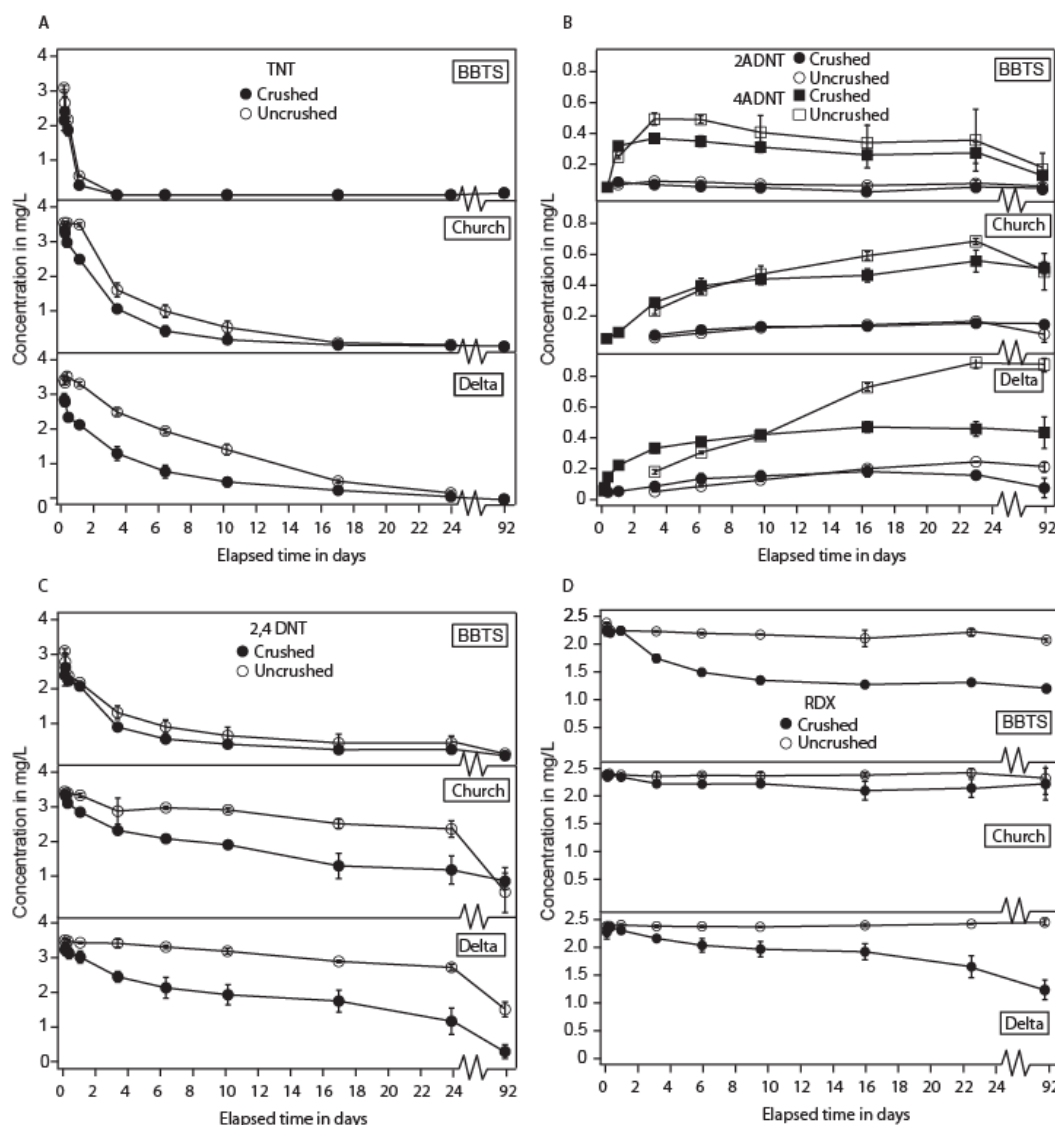 A
TNT
Crushed
Uncrushed
BBTS
Church
Delta
4
3
2
1
4
3
2
1
4
3
2
1
0
Concentration in mg/L
0 2 4 6 8 10 12 14 16 18 20 22 24 92
Elapsed time in days
B
2ADNT Crushed
Uncrushed
4ADNT Crushed
Uncrushed
BBTS
Church
Delta
0.8
0.6
0.4
0.2
0.8
0.6
0.4
0.2
0.8
0.6
0.4
0.2
0
Concentration in mg/L
0 2 4 6 8 10 12 14 16 18 20 22 24 92
Elapsed time in days
C
2,4 DNT
Crushed
Uncrushed
BBTS
Church
Delta
4
3
2
1
4
3
2
1
4
3
2
1
0
Concentration in mg/L
0 2 4 6 8 10 12 14 16 18 20 22 24 92
Elapsed time in days
D
RDX
Crushed
Uncrushed
BBTS
Church
Delta
2.5
2.0
1.5
1.0
0.5
2.5
2.0
1.5
1.0
0.5
2.5
2.0
1.5
1.0
0.5
0
Concentration in mg/L
0 2 4 6 8 10 12 14 16 18 20 22 24 92
Elapsed time in days